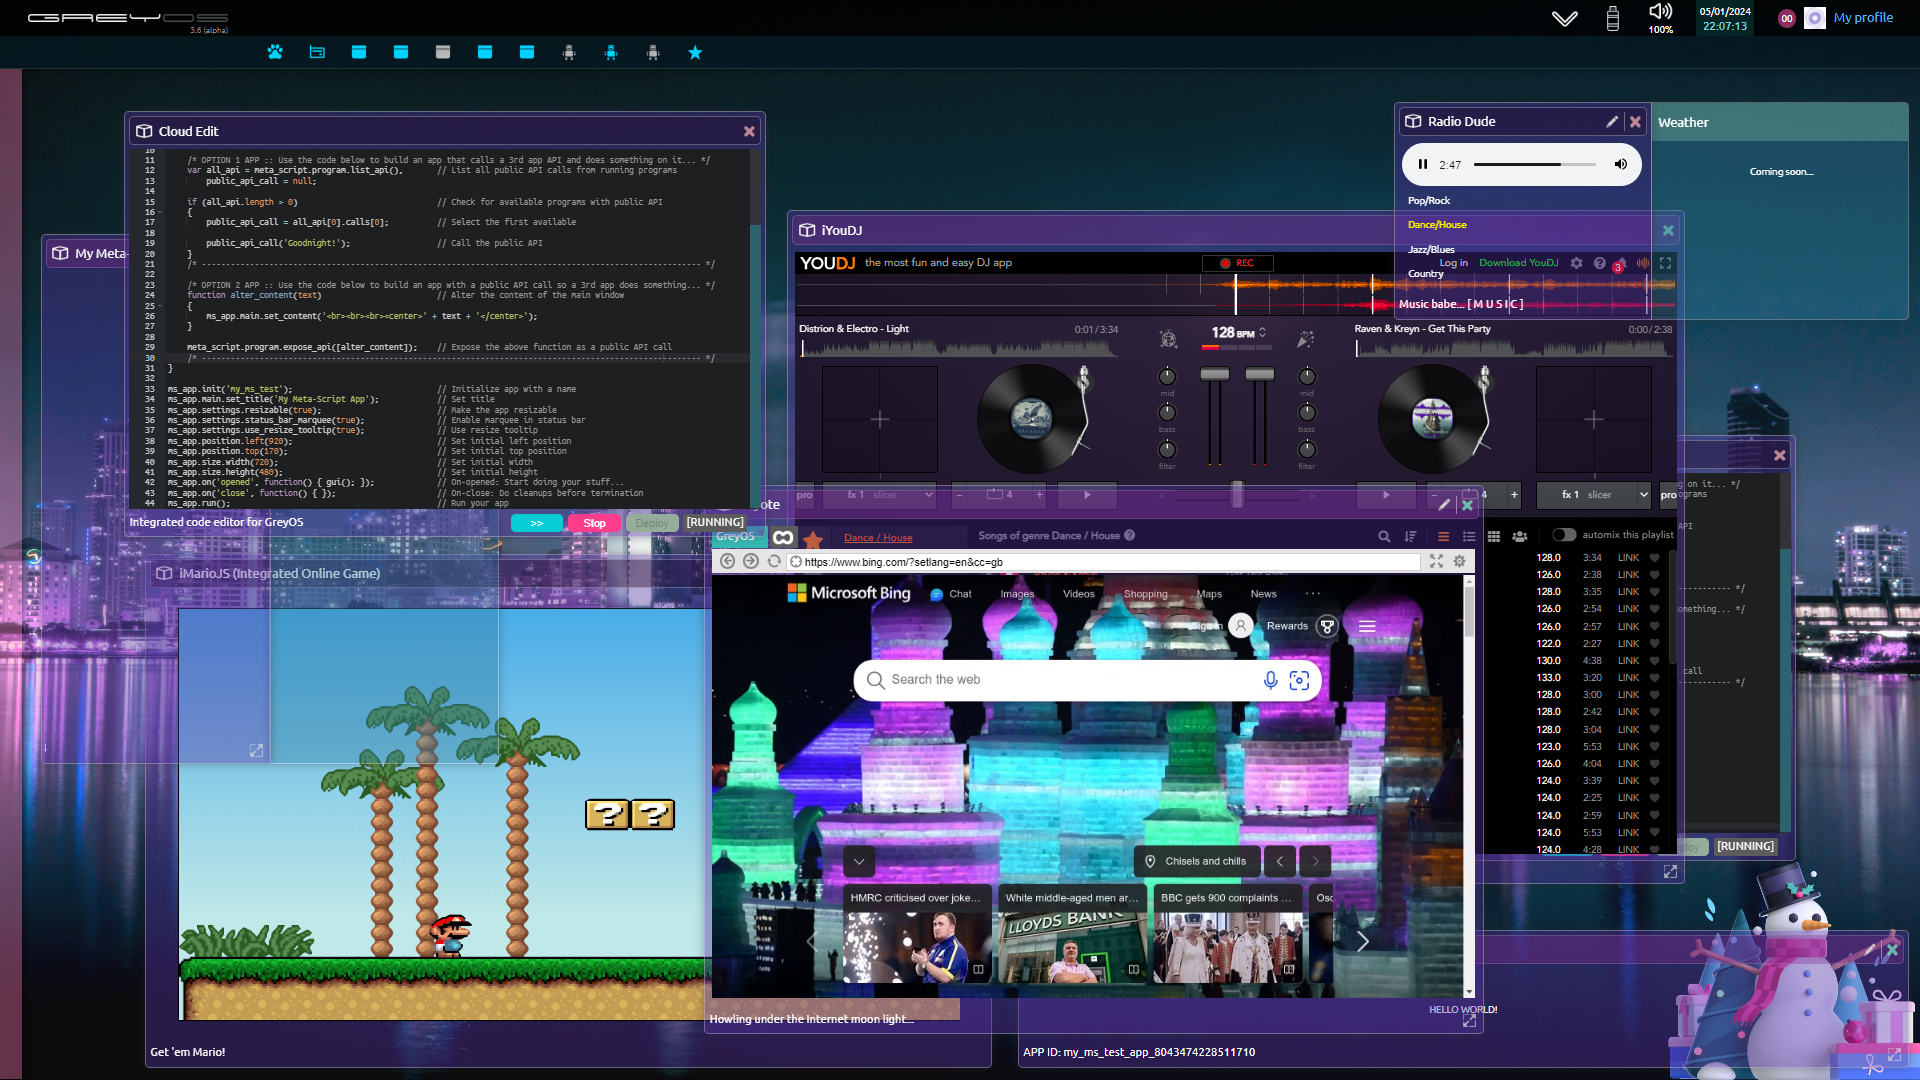 GREYOS
3.6 (alpha)
100%
05/01/2024
22:07:13
00
My profile
Cloud Edit
10
11 /* OPTION 1 APP :: Use the code below to build an app that calls a 3rd app API and does something on it... */
12 var all_api = meta_script.program.list_api(), // List all public API calls from running programs
13 public_api_call = null;
14
15 if (all_api.length > 0) // Check for available programs with public API
16 {
17 public_api_call = all_api[0].calls[0]; // Select the first available
18
19 public_api_call('Goodnight!'); // Call the public API
20 }
21 /* ---------------------------------------------------------------------------------------------------------- */
22
23 /* OPTION 2 APP :: Use the code below to build an app with a public API call so a 3rd app does something... */
24 function alter_content(text) // Alter the content of the main window
25 {
26 ms_app.main.set_content('<br><br><br><center>' + text + '</center>');
27 }
28
29 meta_script.program.expose_api([alter_content]); // Expose the above function as a public API call
30 /* ---------------------------------------------------------------------------------------------------------- */
31 }
32
33 ms_app.init('my_ms_test'); // Initialize app with a name
34 ms_app.main.set_title('My Meta-Script App'); // Set title
35 ms_app.settings.resizable(true); // Make the app resizable
36 ms_app.settings.status_bar_marquee(true); // Enable marquee in status bar
37 ms_app.settings.use_resize_tooltip(true); // Use resize tooltip
38 ms_app.position.left(920); // Set initial left position
39 ms_app.position.top(170); // Set initial top position
40 ms_app.size.width(720); // Set initial width
41 ms_app.size.height(480); // Set initial height
42 ms_app.on('opened', function() { gui(); }); // On-opened: Start doing your stuff...
43 ms_app.on('close', function() { }); // On-close: Do cleanups before termination
44 ms_app.run(); // Run your app
Integrated code editor for GreyOS
>>
Stop
Deploy
[RUNNING]
My Meta-
Radio Dude
2:47
Pop/Rock
Dance/House
Jazz/Blues
Country
Music babe... [ M U S I C ]
Weather
Coming soon...
iYouDJ
YOUDJ the most fun and easy DJ app
REC
Log in
Download YouDJ
3
Distrion & Electro - Light
0:01/3:34
128 BPM
Raven & Kreyn - Get This Party
0:00/2:38
mid
mid
bass
bass
filter
filter
pro
fx 1 slicer
− 4 +
− 4 +
fx 1 slicer
pro
ote
GreyOS
Dance / House
Songs of genre Dance / House
automix this playlist
https://www.bing.com/?setlang=en&cc=gb
Microsoft Bing
Chat
Images
Videos
Shopping
Maps
News
Sign in
Rewards
Search the web
Chisels and chills
HMRC criticised over joke...
White middle-aged men ar...
BBC gets 900 complaints ...
Osc
LLOYDS BANK
128.0 3:34 LINK
126.0 2:38 LINK
128.0 3:35 LINK
126.0 2:54 LINK
126.0 2:57 LINK
122.0 2:27 LINK
130.0 4:38 LINK
133.0 3:20 LINK
128.0 3:00 LINK
128.0 2:42 LINK
128.0 3:04 LINK
123.0 5:53 LINK
126.0 4:04 LINK
124.0 3:39 LINK
124.0 2:25 LINK
124.0 2:59 LINK
124.0 5:53 LINK
124.0 4:28 LINK
ng on it... */
ograms
API
omething... */
call
ploy
[RUNNING]
iMarioJS (Integrated Online Game)
? ?
Get 'em Mario!
Howling under the Internet moon light...
HELLO WORLD!
APP ID: my_ms_test_app_8043474228511710